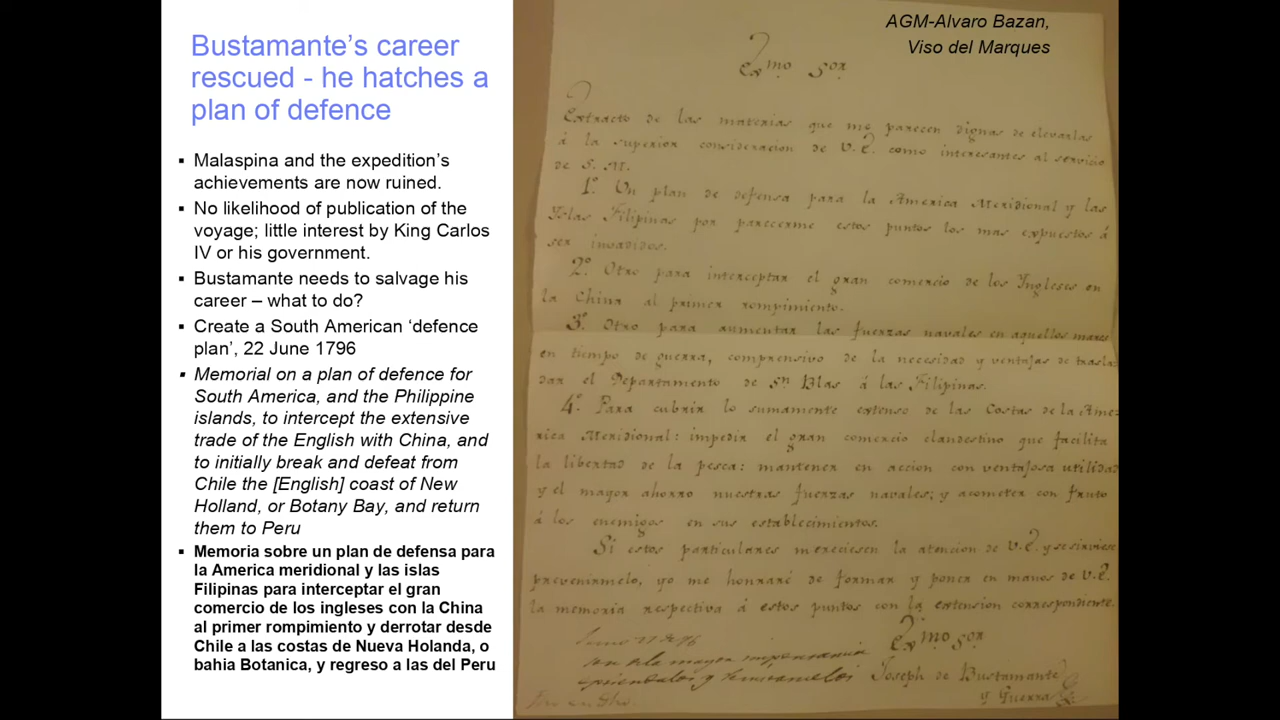 Bustamante’s career
rescued - he hatches a
plan of defence
▪ Malaspina and the expedition’s
achievements are now ruined.
▪ No likelihood of publication of the
voyage; little interest by King Carlos
IV or his government.
▪ Bustamante needs to salvage his
career – what to do?
▪ Create a South American ‘defence
plan’, 22 June 1796
▪ Memorial on a plan of defence for
South America, and the Philippine
islands, to intercept the extensive
trade of the English with China, and
to initially break and defeat from
Chile the [English] coast of New
Holland, or Botany Bay, and return
them to Peru
▪ Memoria sobre un plan de defensa para
la America meridional y las islas
Filipinas para interceptar el gran
comercio de los ingleses con la China
al primer rompimiento y derrotar desde
Chile a las costas de Nueva Holanda, o
bahia Botanica, y regreso a las del Peru
AGM-Alvaro Bazan,
Viso del Marques
Exmo Sor
Extracto de las materias que me parecen dignas de elevarlas
á la superior consideracion de V.E. como interesantes al servicio
de S. M.
1º Un plan de defensa para la America Meridional y las
Islas Filipinas por parecerme estos puntos los mas expuestos á
ser invadidos.
2º Otro para interceptar el gran comercio de los Yngleses en
la China al primer rompimiento.
3º Otro para aumentar las fuerzas navales en aquellos mares
en tiempo de guerra, comprensivo de la necesidad y ventajas de trasla
dar el Departamento de Sn Blas á las Filipinas.
4º Para cubrir lo sumamente extenso de las Costas de la Ame-
rica Meridional: impedir el gran comercio clandestino que facilita
la libertad de la pesca: mantener en accion con ventajosa utilidad
y el mayor ahorro nuestras fuerzas navales; y acometer con fruto
á los enemigos en sus establecimientos.
Si estos particulares mereciesen la atencion de V.E. y se sirviese
prevenirmelo, yo me honraré de formar y poner en manos de V.E.
la memoria respectiva á estos puntos con la extension correspondiente.
Exmo Sor
la mayor importancia
Joseph de Bustamante
y Guerra